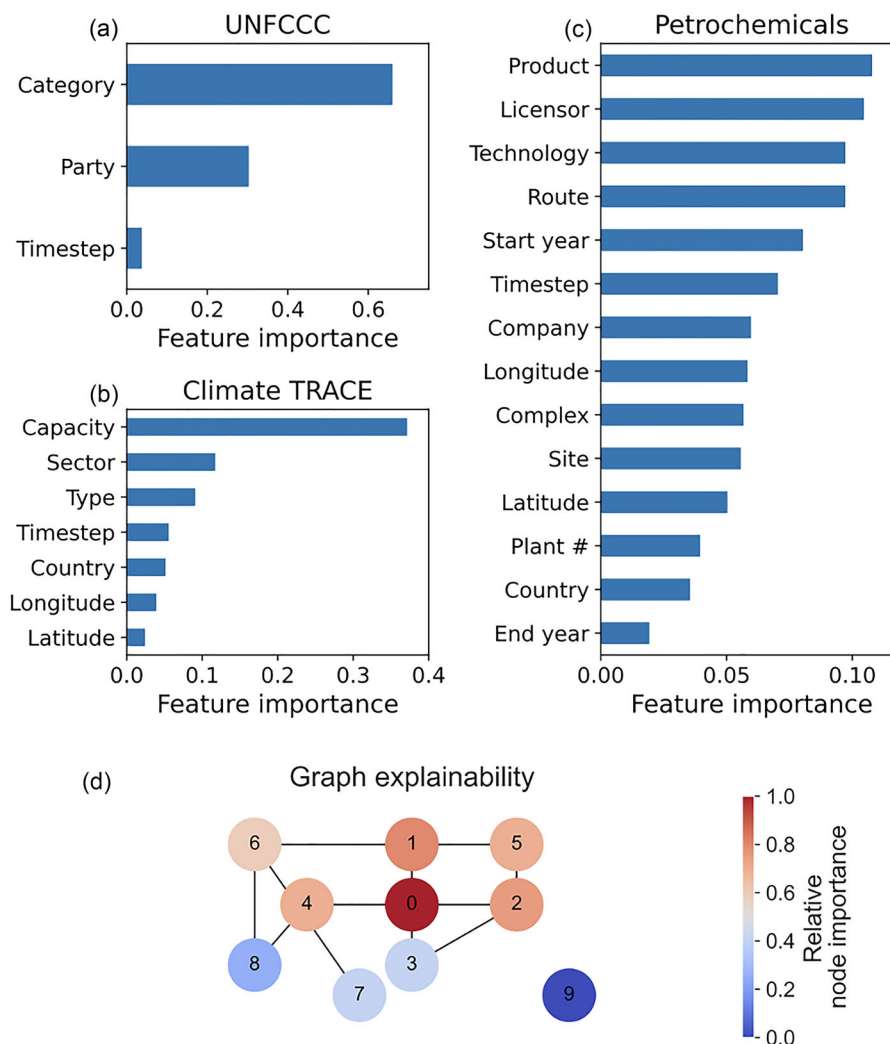 (a)
UNFCCC
Category
Party
Timestep
0.0 0.2 0.4 0.6
Feature importance
(b)
Climate TRACE
Capacity
Sector
Type
Timestep
Country
Longitude
Latitude
0.0 0.1 0.2 0.3 0.4
Feature importance
(c)
Petrochemicals
Product
Licensor
Technology
Route
Start year
Timestep
Company
Longitude
Complex
Site
Latitude
Plant #
Country
End year
0.00 0.05 0.10
Feature importance
(d)
Graph explainability
6 1 5
4 0 2
8 3
7 9
1.0
0.8
0.6
0.4
0.2
0.0
Relative
node importance